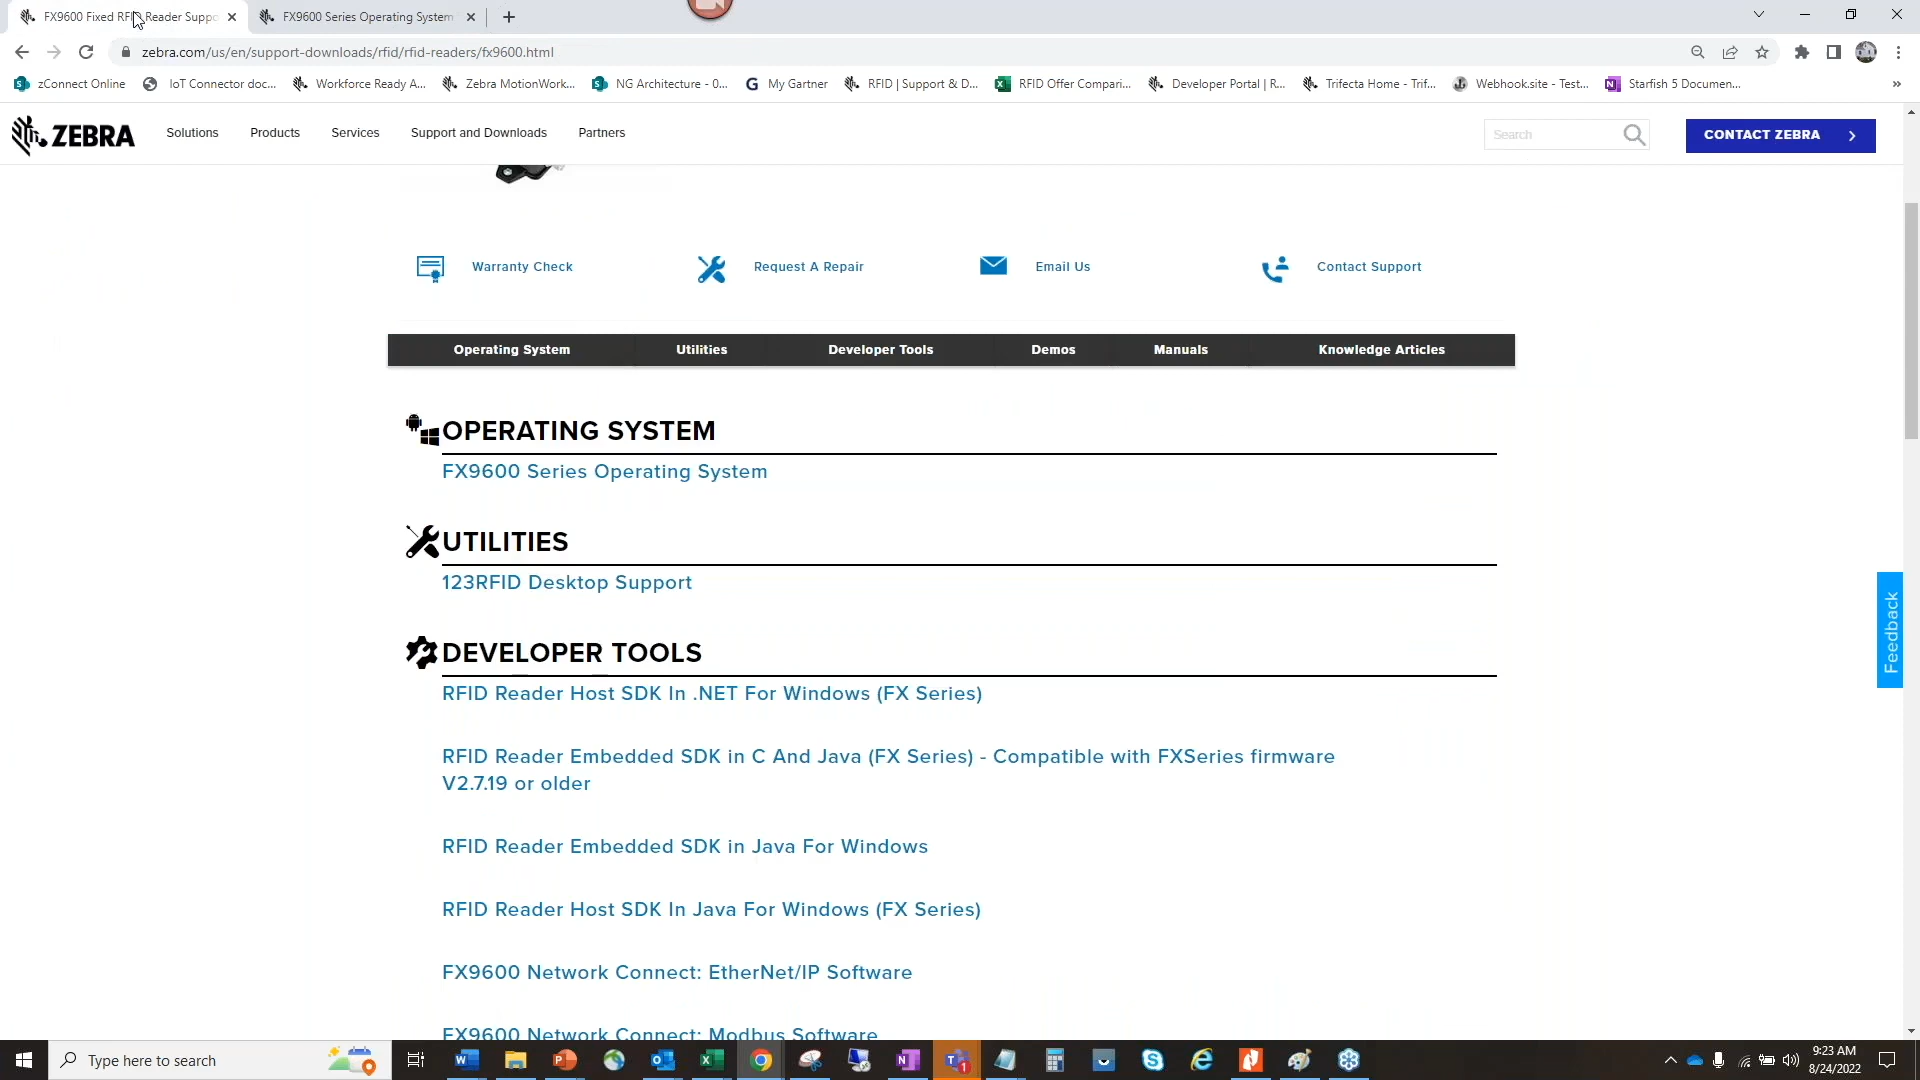 FX9600 Fixed RFID Reader Suppo
FX9600 Series Operating System
zebra.com/us/en/support-downloads/rfid/rfid-readers/fx9600.html
zConnect Online
IoT Connector doc...
Workforce Ready A...
Zebra MotionWork...
NG Architecture - 0...
My Gartner
RFID | Support & D...
RFID Offer Compari...
Developer Portal | R...
Trifecta Home - Trif...
Webhook.site - Test...
Starfish 5 Documen...
»
ZEBRA
Solutions
Products
Services
Support and Downloads
Partners
Search
CONTACT ZEBRA
Warranty Check
Request A Repair
Email Us
Contact Support
Operating System
Utilities
Developer Tools
Demos
Manuals
Knowledge Articles
OPERATING SYSTEM
FX9600 Series Operating System
UTILITIES
123RFID Desktop Support
DEVELOPER TOOLS
RFID Reader Host SDK In .NET For Windows (FX Series)
RFID Reader Embedded SDK in C And Java (FX Series) - Compatible with FXSeries firmware
V2.7.19 or older
RFID Reader Embedded SDK in Java For Windows
RFID Reader Host SDK In Java For Windows (FX Series)
FX9600 Network Connect: EtherNet/IP Software
FX9600 Network Connect: Modbus Software
Feedback
Type here to search
9:23 AM
8/24/2022